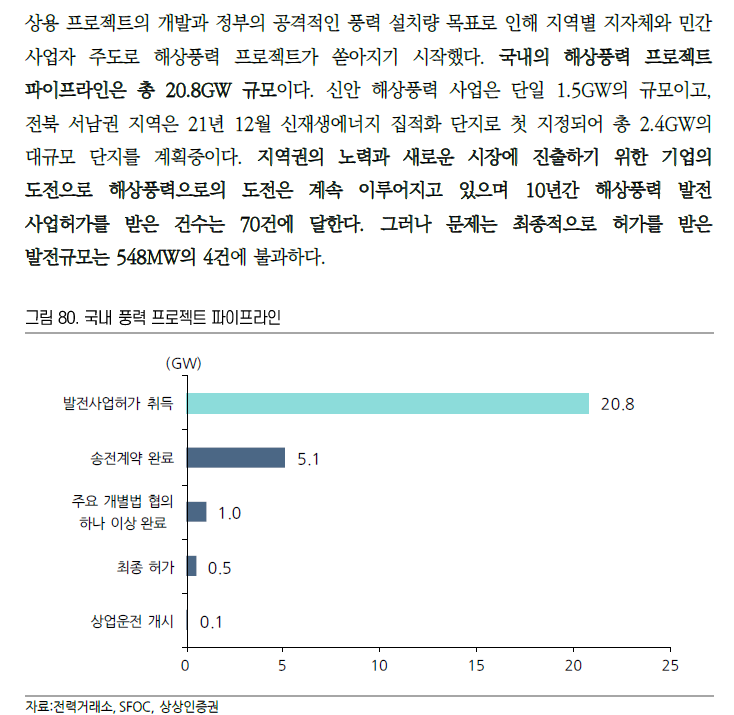 상용 프로젝트의 개발과 정부의 공격적인 풍력 설치량 목표로 인해 지역별 지자체와 민간
사업자 주도로 해상풍력 프로젝트가 쏟아지기 시작했다. 국내의 해상풍력 프로젝트
파이프라인은 총 20.8GW 규모이다. 신안 해상풍력 사업은 단일 1.5GW의 규모이고,
전북 서남권 지역은 21년 12월 신재생에너지 집적화 단지로 첫 지정되어 총 2.4GW의
대규모 단지를 계획중이다. 지역권의 노력과 새로운 시장에 진출하기 위한 기업의
도전으로 해상풍력으로의 도전은 계속 이루어지고 있으며 10년간 해상풍력 발전
사업허가를 받은 건수는 70건에 달한다. 그러나 문제는 최종적으로 허가를 받은
발전규모는 548MW의 4건에 불과하다.
그림 80. 국내 풍력 프로젝트 파이프라인
(GW)
발전사업허가 취득 20.8
송전계약 완료 5.1
주요 개별법 협의
하나 이상 완료 1.0
최종 허가 0.5
상업운전 개시 0.1
0 5 10 15 20 25
자료:전력거래소, SFOC, 상상인증권